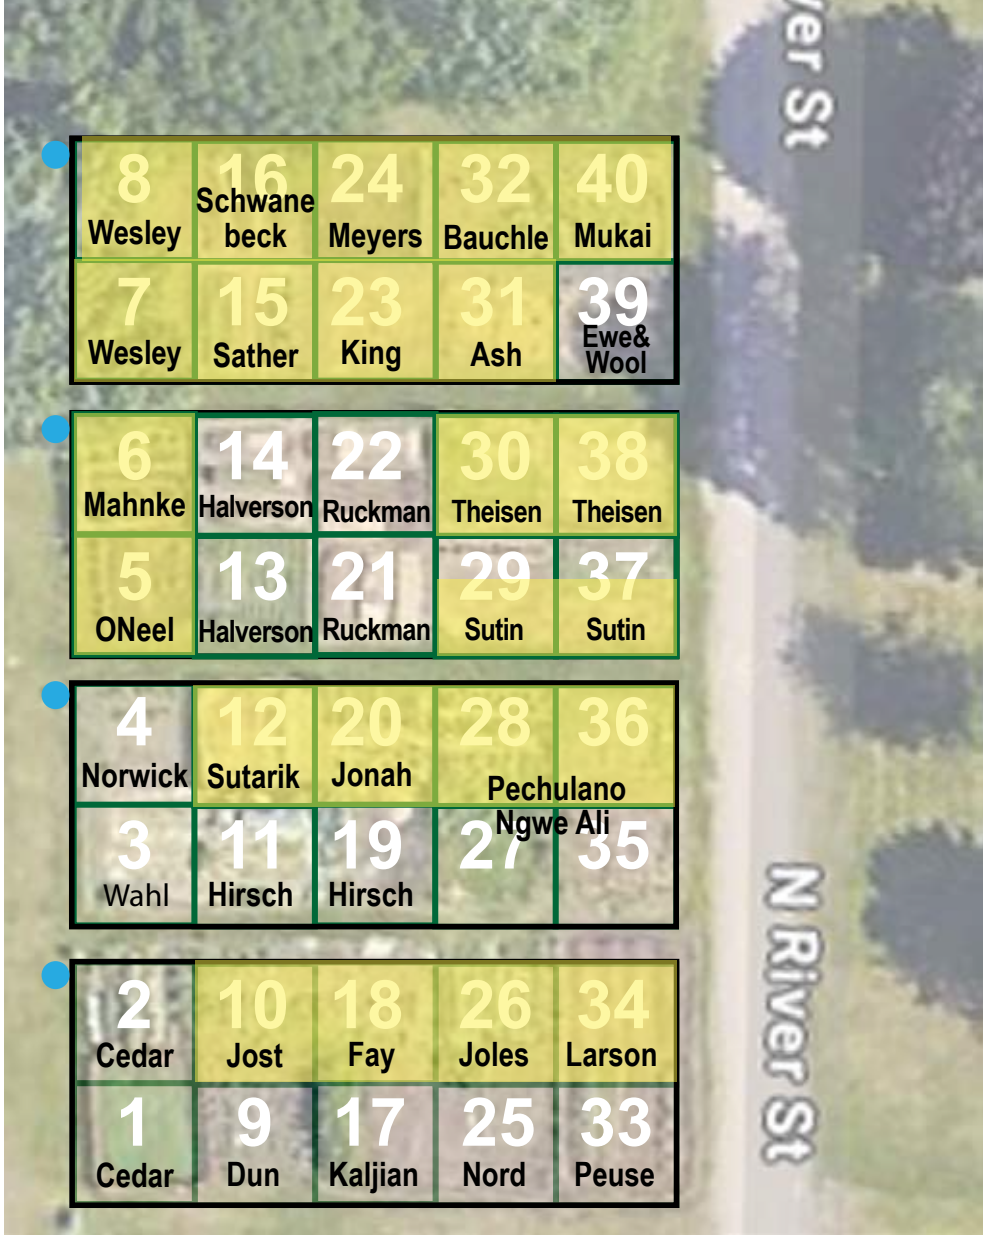 ver St
8 16 24 32 40
Wesley Schwane beck Meyers Bauchle Mukai
7 15 23 31 39
Wesley Sather King Ash Ewe& Wool
6 14 22 30 38
Mahnke Halverson Ruckman Theisen Theisen
5 13 21 29 37
ONeel Halverson Ruckman Sutin Sutin
4 12 20 28 36
Norwick Sutarik Jonah Pechulano
Ngwe Ali
3 11 19 27 35
Wahl Hirsch Hirsch
N River St
2 10 18 26 34
Cedar Jost Fay Joles Larson
1 9 17 25 33
Cedar Dun Kaljian Nord Peuse